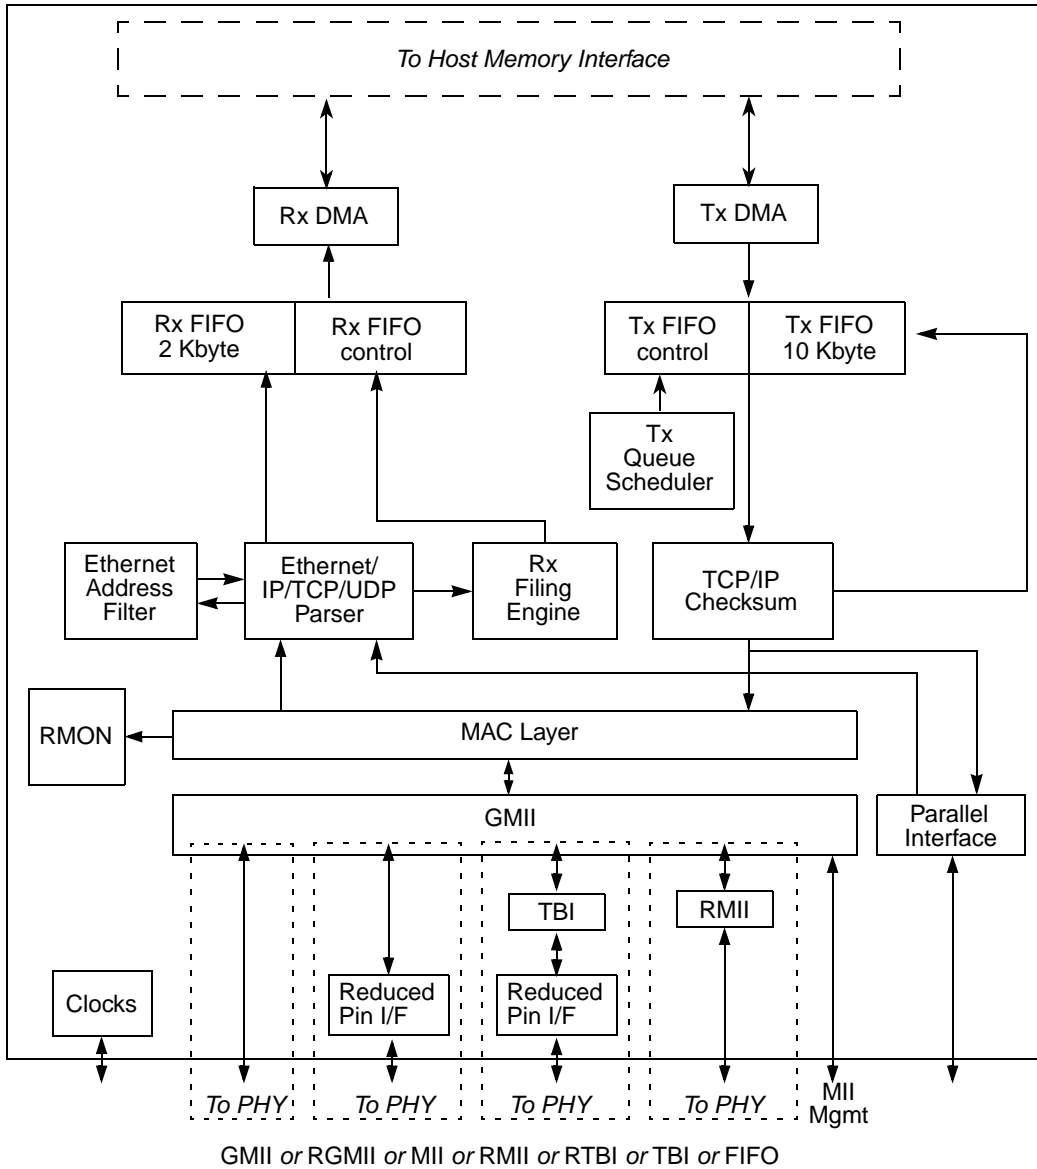 To Host Memory Interface
Rx DMA
Tx DMA
Rx FIFO
2 Kbyte
Rx FIFO
control
Tx FIFO
control
Tx FIFO
10 Kbyte
Tx
Queue
Scheduler
Ethernet
Address
Filter
Ethernet/
IP/TCP/UDP
Parser
Rx
Filing
Engine
TCP/IP
Checksum
RMON
MAC Layer
GMII
Parallel
Interface
TBI
RMII
Clocks
Reduced
Pin I/F
Reduced
Pin I/F
To PHY
To PHY
To PHY
To PHY
MII
Mgmt
GMII or RGMII or MII or RMII or RTBI or TBI or FIFO